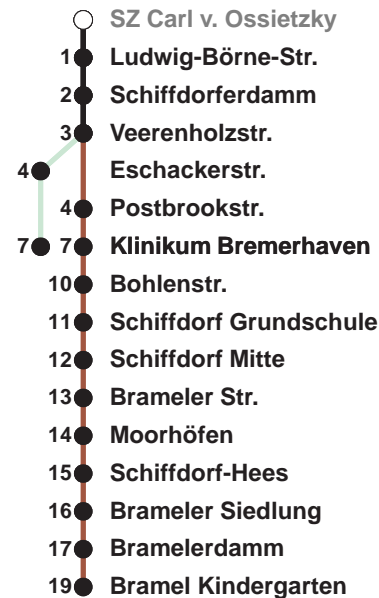 SZ Carl v. Ossietzky
1 Ludwig-Börne-Str.
2 Schiffdorferdamm
3 Veerenholzstr.
4 Eschackerstr.
4 Postbrookstr.
7 7 Klinikum Bremerhaven
10 Bohlenstr.
11 Schiffdorf Grundschule
12 Schiffdorf Mitte
13 Brameler Str.
14 Moorhöfen
15 Schiffdorf-Hees
16 Brameler Siedlung
17 Bramelerdamm
19 Bramel Kindergarten